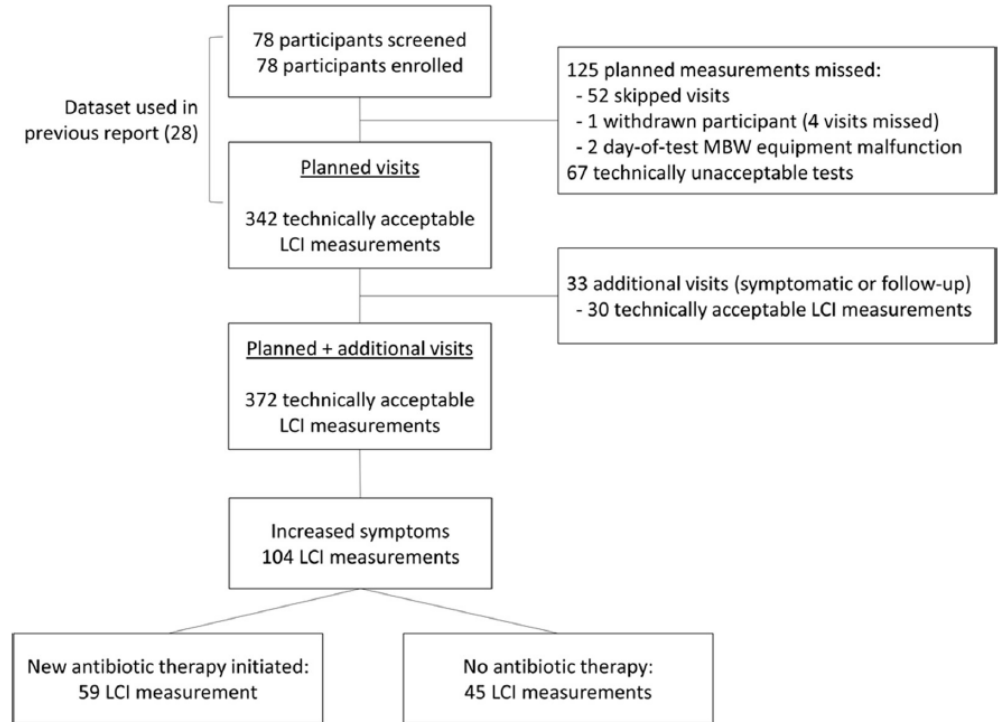 78 participants screened
78 participants enrolled
Dataset used in
previous report (28)
125 planned measurements missed:
- 52 skipped visits
- 1 withdrawn participant (4 visits missed)
- 2 day-of-test MBW equipment malfunction
67 technically unacceptable tests
Planned visits
342 technically acceptable
LCI measurements
33 additional visits (symptomatic or follow-up)
- 30 technically acceptable LCI measurements
Planned + additional visits
372 technically acceptable
LCI measurements
Increased symptoms
104 LCI measurements
New antibiotic therapy initiated:
59 LCI measurement
No antibiotic therapy:
45 LCI measurements